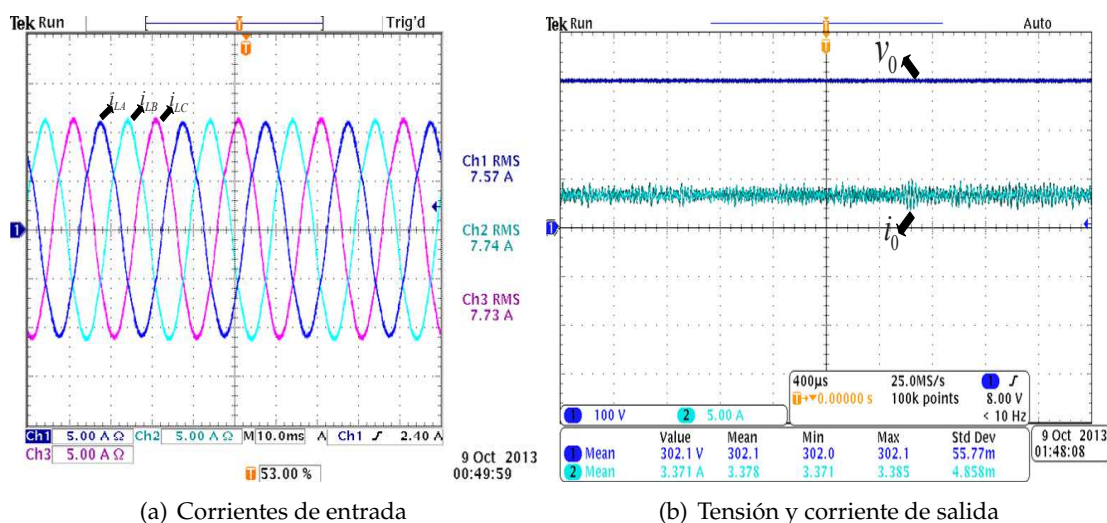 Tek Run
Trig'd
T
T
i_LA i_LB i_LC
Ch1 RMS
7.57 A
Ch2 RMS
7.74 A
Ch3 RMS
7.73 A
1
Ch1 5.00 A Ω Ch2 5.00 A Ω M 10.0ms A Ch1 ∫ 2.40 A
Ch3 5.00 A Ω
T 53.00 %
9 Oct 2013
00:49:59
(a) Corrientes de entrada
Tek Run
Auto
T
T
v_0
1
i_0
400µs 25.0MS/s 1 ∫
T→▼0.00000 s 100k points 8.00 V
< 10 Hz
1 100 V 2 5.00 A
Value Mean Min Max Std Dev
1 Mean 302.1 V 302.1 302.0 302.1 55.77m
2 Mean 3.371 A 3.378 3.371 3.385 4.858m
9 Oct 2013
01:48:08
(b) Tensión y corriente de salida